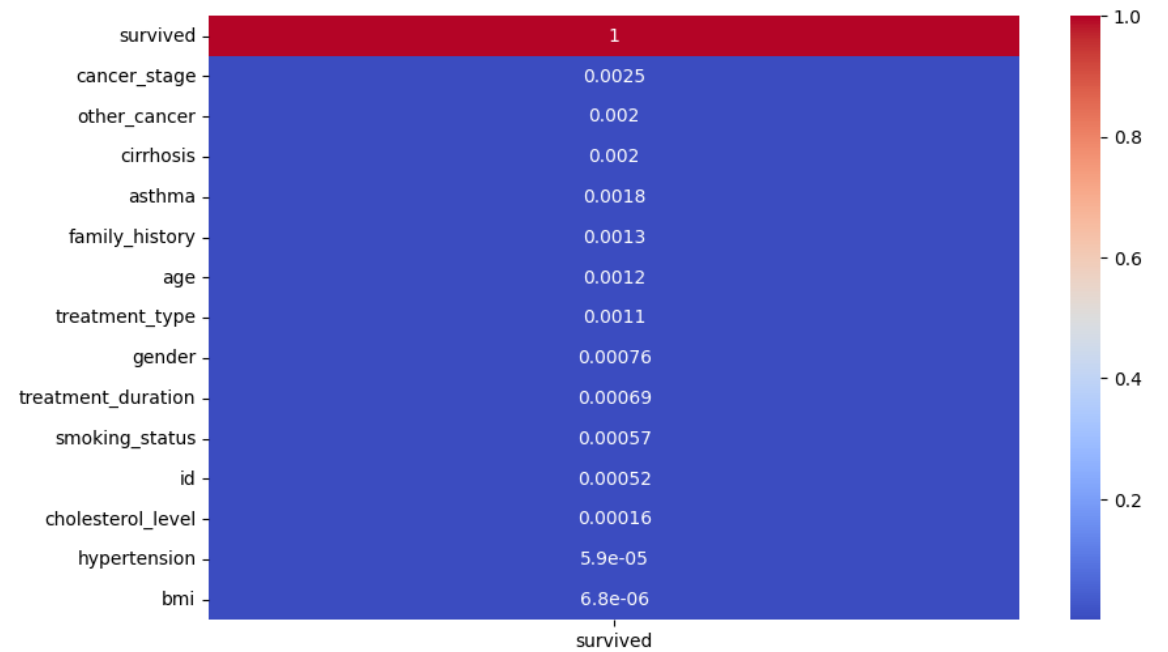 survived 1
cancer_stage 0.0025
other_cancer 0.002
cirrhosis 0.002
asthma 0.0018
family_history 0.0013
age 0.0012
treatment_type 0.0011
gender 0.00076
treatment_duration 0.00069
smoking_status 0.00057
id 0.00052
cholesterol_level 0.00016
hypertension 5.9e-05
bmi 6.8e-06
survived
1.0
0.8
0.6
0.4
0.2